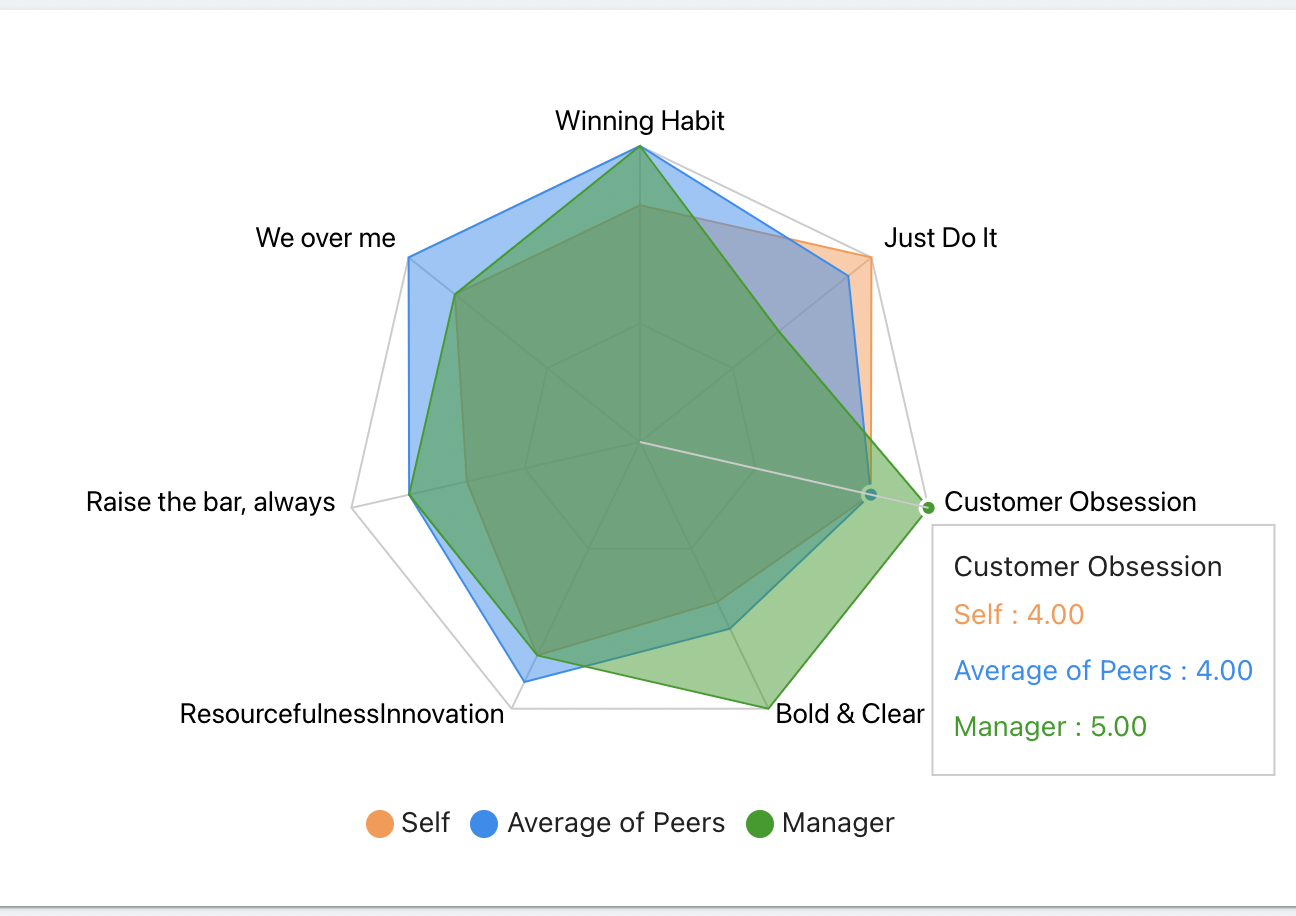 Winning Habit
We over me
Just Do It
Raise the bar, always
Customer Obsession
Customer Obsession
Self : 4.00
Average of Peers : 4.00
Manager : 5.00
ResourcefulnessInnovation
Bold & Clear
Self
Average of Peers
Manager